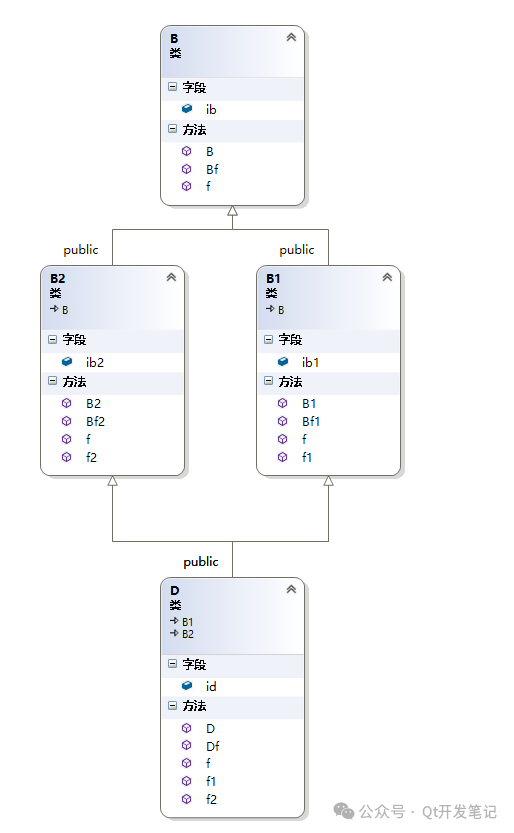 B
类
字段
ib
方法
B
Bf
f
public
public
B2
类
B
字段
ib2
方法
B2
Bf2
f
f2
B1
类
B
字段
ib1
方法
B1
Bf1
f
f1
public
D
类
B1
B2
字段
id
方法
D
Df
f
f1
f2
公众号 · Qt开发笔记